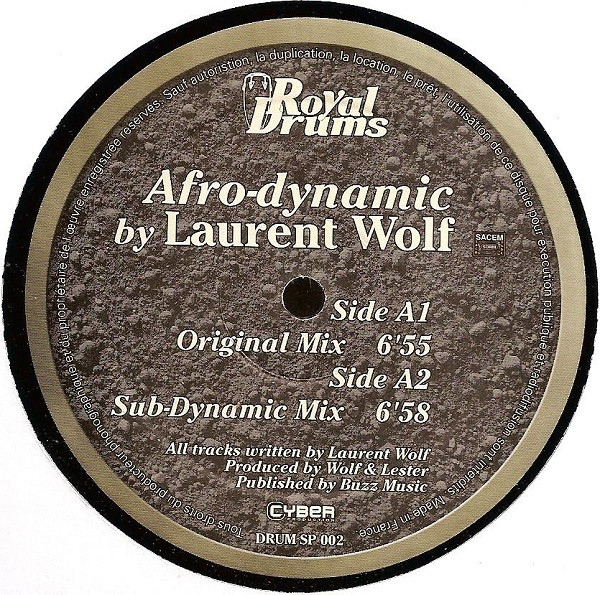 Royal
Drums
Afro-dynamic
by Laurent Wolf
SACEM
Side A1
Original Mix 6'55
Side A2
Sub-Dynamic Mix 6'58
All tracks written by Laurent Wolf
Produced by Wolf & Lester
Published by Buzz Music
CYBER
PRODUCTION
DRUM SP 002
Tous droits du producteur phonographique et du propriétaire de l'œuvre enregistrée réservés. Sauf autoristion, la duplication, la location, le prêt, l'utilisation de ce disque pour exécution publique et radiodifusion sont interdits. Made in France